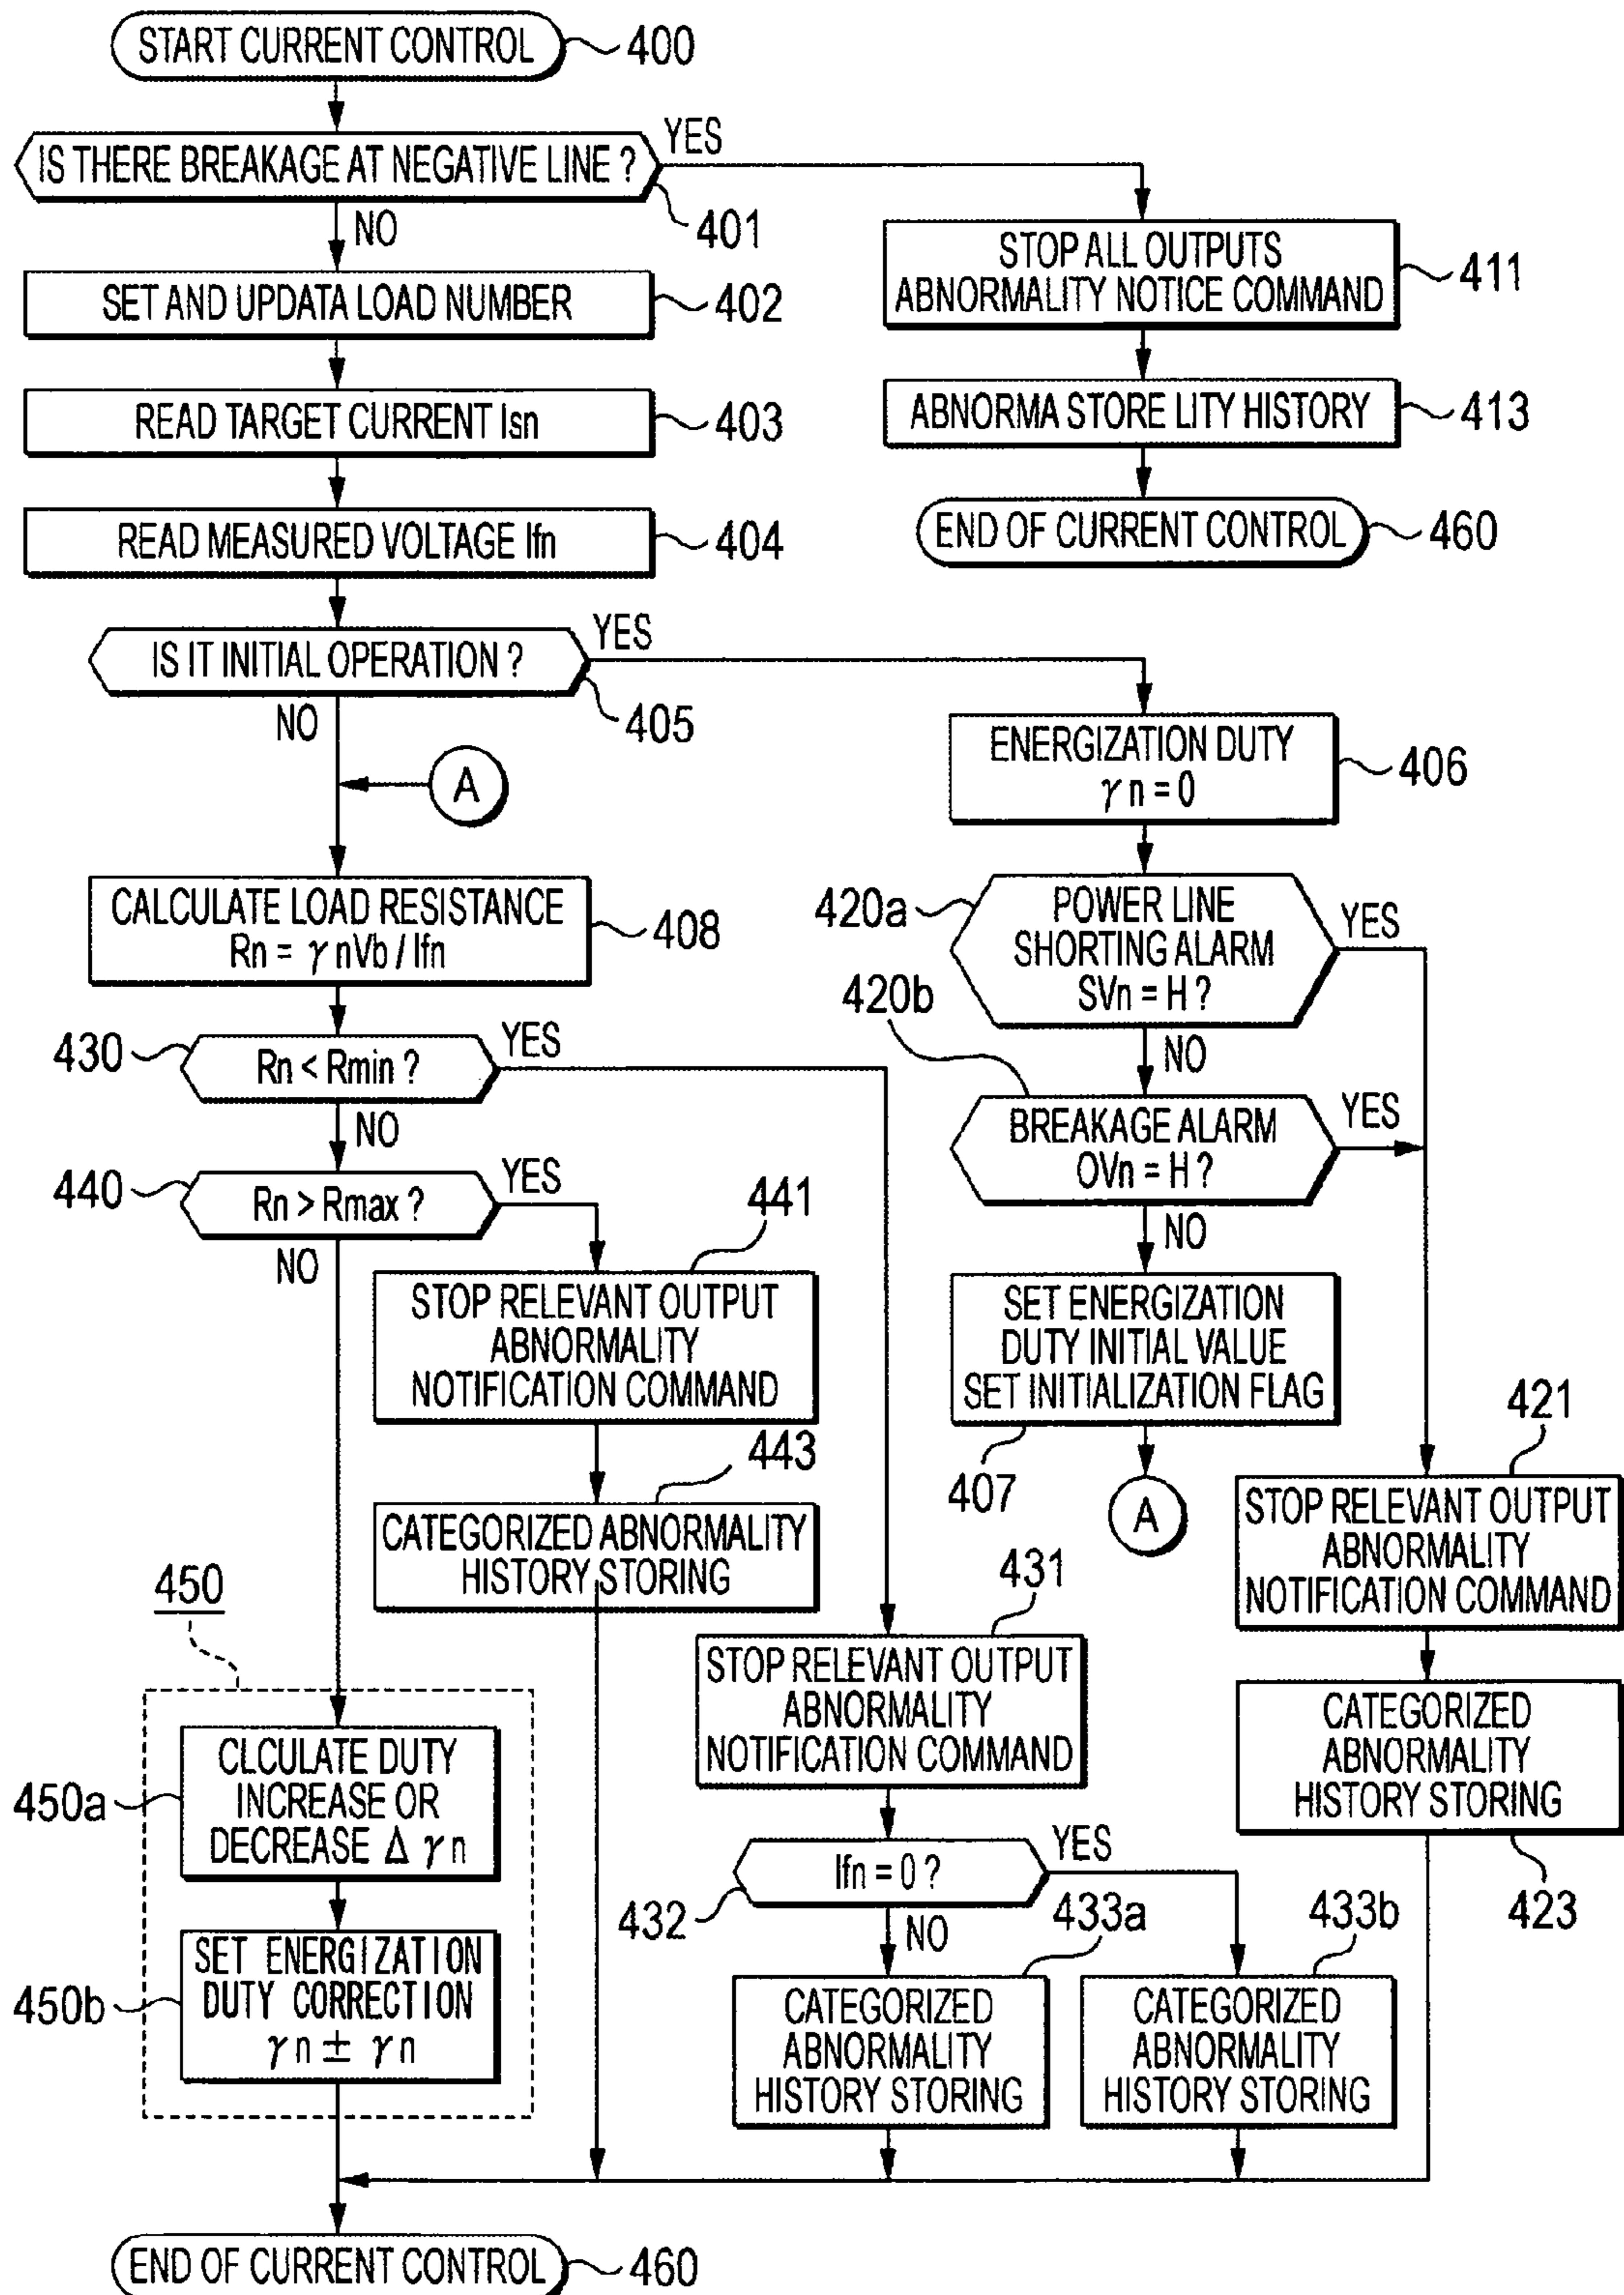 START CURRENT CONTROL
400
IS THERE BREAKAGE AT NEGATIVE LINE ?
YES
401
NO
SET AND UPDATA LOAD NUMBER
402
READ TARGET CURRENT Isn
403
READ MEASURED VOLTAGE Ifn
404
STOP ALL OUTPUTS
ABNORMALITY NOTICE COMMAND
411
ABNORMA STORE LITY HISTORY
413
END OF CURRENT CONTROL
460
IS IT INITIAL OPERATION ?
YES
405
NO
A
ENERGIZATION DUTY
γ n = 0
406
CALCULATE LOAD RESISTANCE
Rn = γ nVb / Ifn
408
420a
POWER LINE
SHORTING ALARM
SVn = H ?
YES
NO
420b
BREAKAGE ALARM
OVn = H ?
YES
NO
430
Rn < Rmin ?
YES
NO
440
Rn > Rmax ?
YES
NO
441
STOP RELEVANT OUTPUT
ABNORMALITY
NOTIFICATION COMMAND
443
CATEGORIZED ABNORMALITY
HISTORY STORING
SET ENERGIZATION
DUTY INITIAL VALUE
SET INITIALIZATION FLAG
407
A
421
STOP RELEVANT OUTPUT
ABNORMALITY
NOTIFICATION COMMAND
CATEGORIZED
ABNORMALITY
HISTORY STORING
423
431
STOP RELEVANT OUTPUT
ABNORMALITY
NOTIFICATION COMMAND
Ifn = 0 ?
YES
432
NO
433a
CATEGORIZED
ABNORMALITY
HISTORY STORING
433b
CATEGORIZED
ABNORMALITY
HISTORY STORING
450
450a
CLCULATE DUTY
INCREASE OR
DECREASE Δ γ n
450b
SET ENERGIZATION
DUTY CORRECTION
γ n ± γ n
END OF CURRENT CONTROL
460